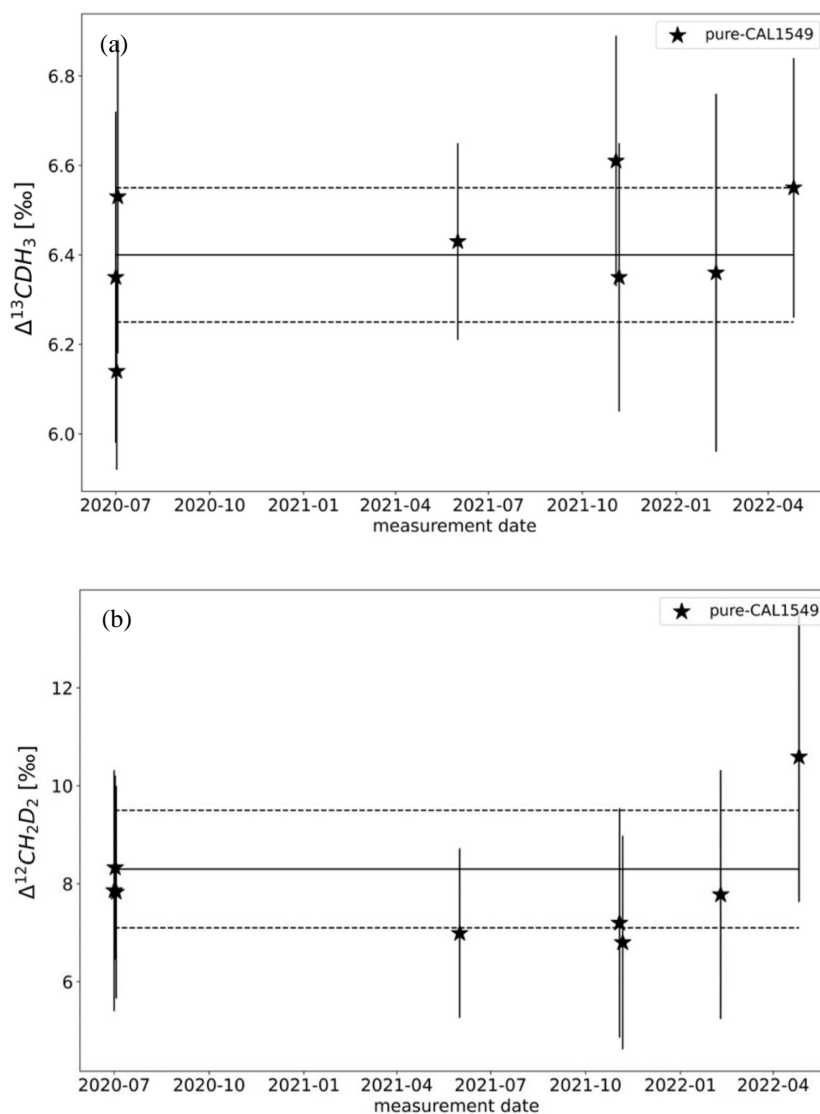 (a)
pure-CAL1549
6.8
6.6
6.4
6.2
6.0
Δ¹³CDH₃ [‰]
2020-07 2020-10 2021-01 2021-04 2021-07 2021-10 2022-01 2022-04
measurement date
(b)
pure-CAL1549
12
10
8
6
Δ¹²CH₂D₂ [‰]
2020-07 2020-10 2021-01 2021-04 2021-07 2021-10 2022-01 2022-04
measurement date